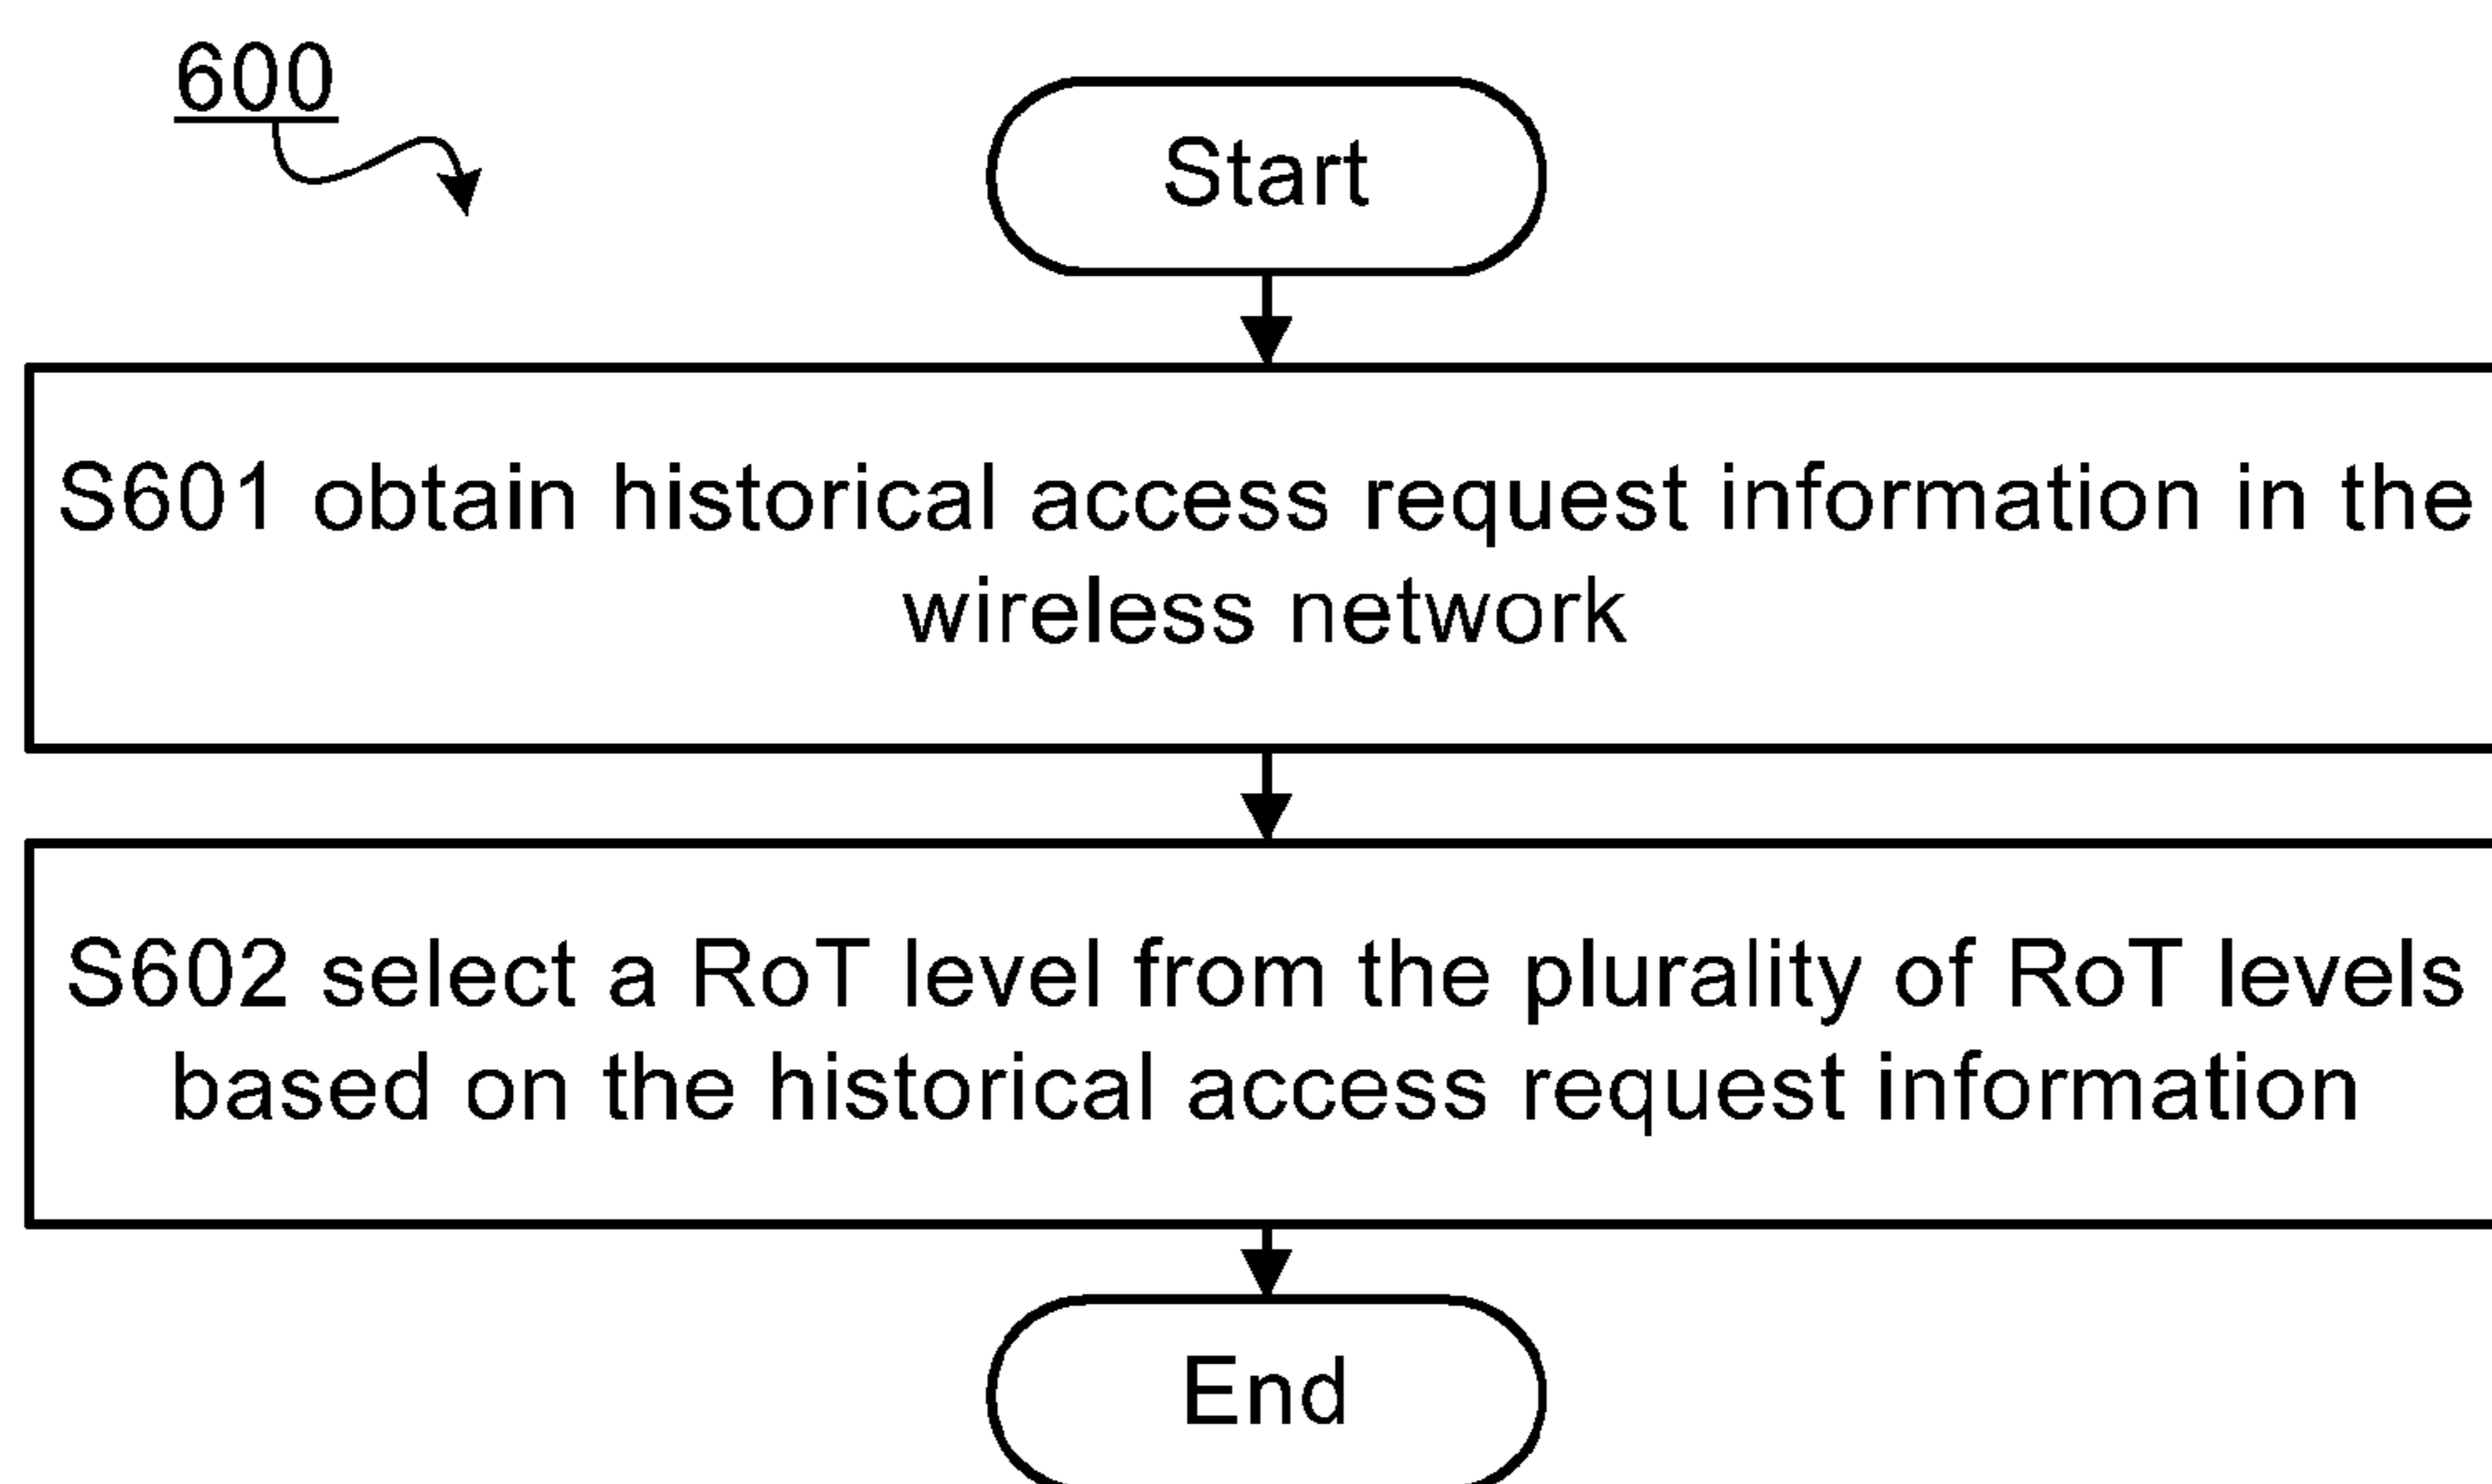 600
Start
S601 obtain historical access request information in the
wireless network
S602 select a RoT level from the plurality of RoT levels
based on the historical access request information
End